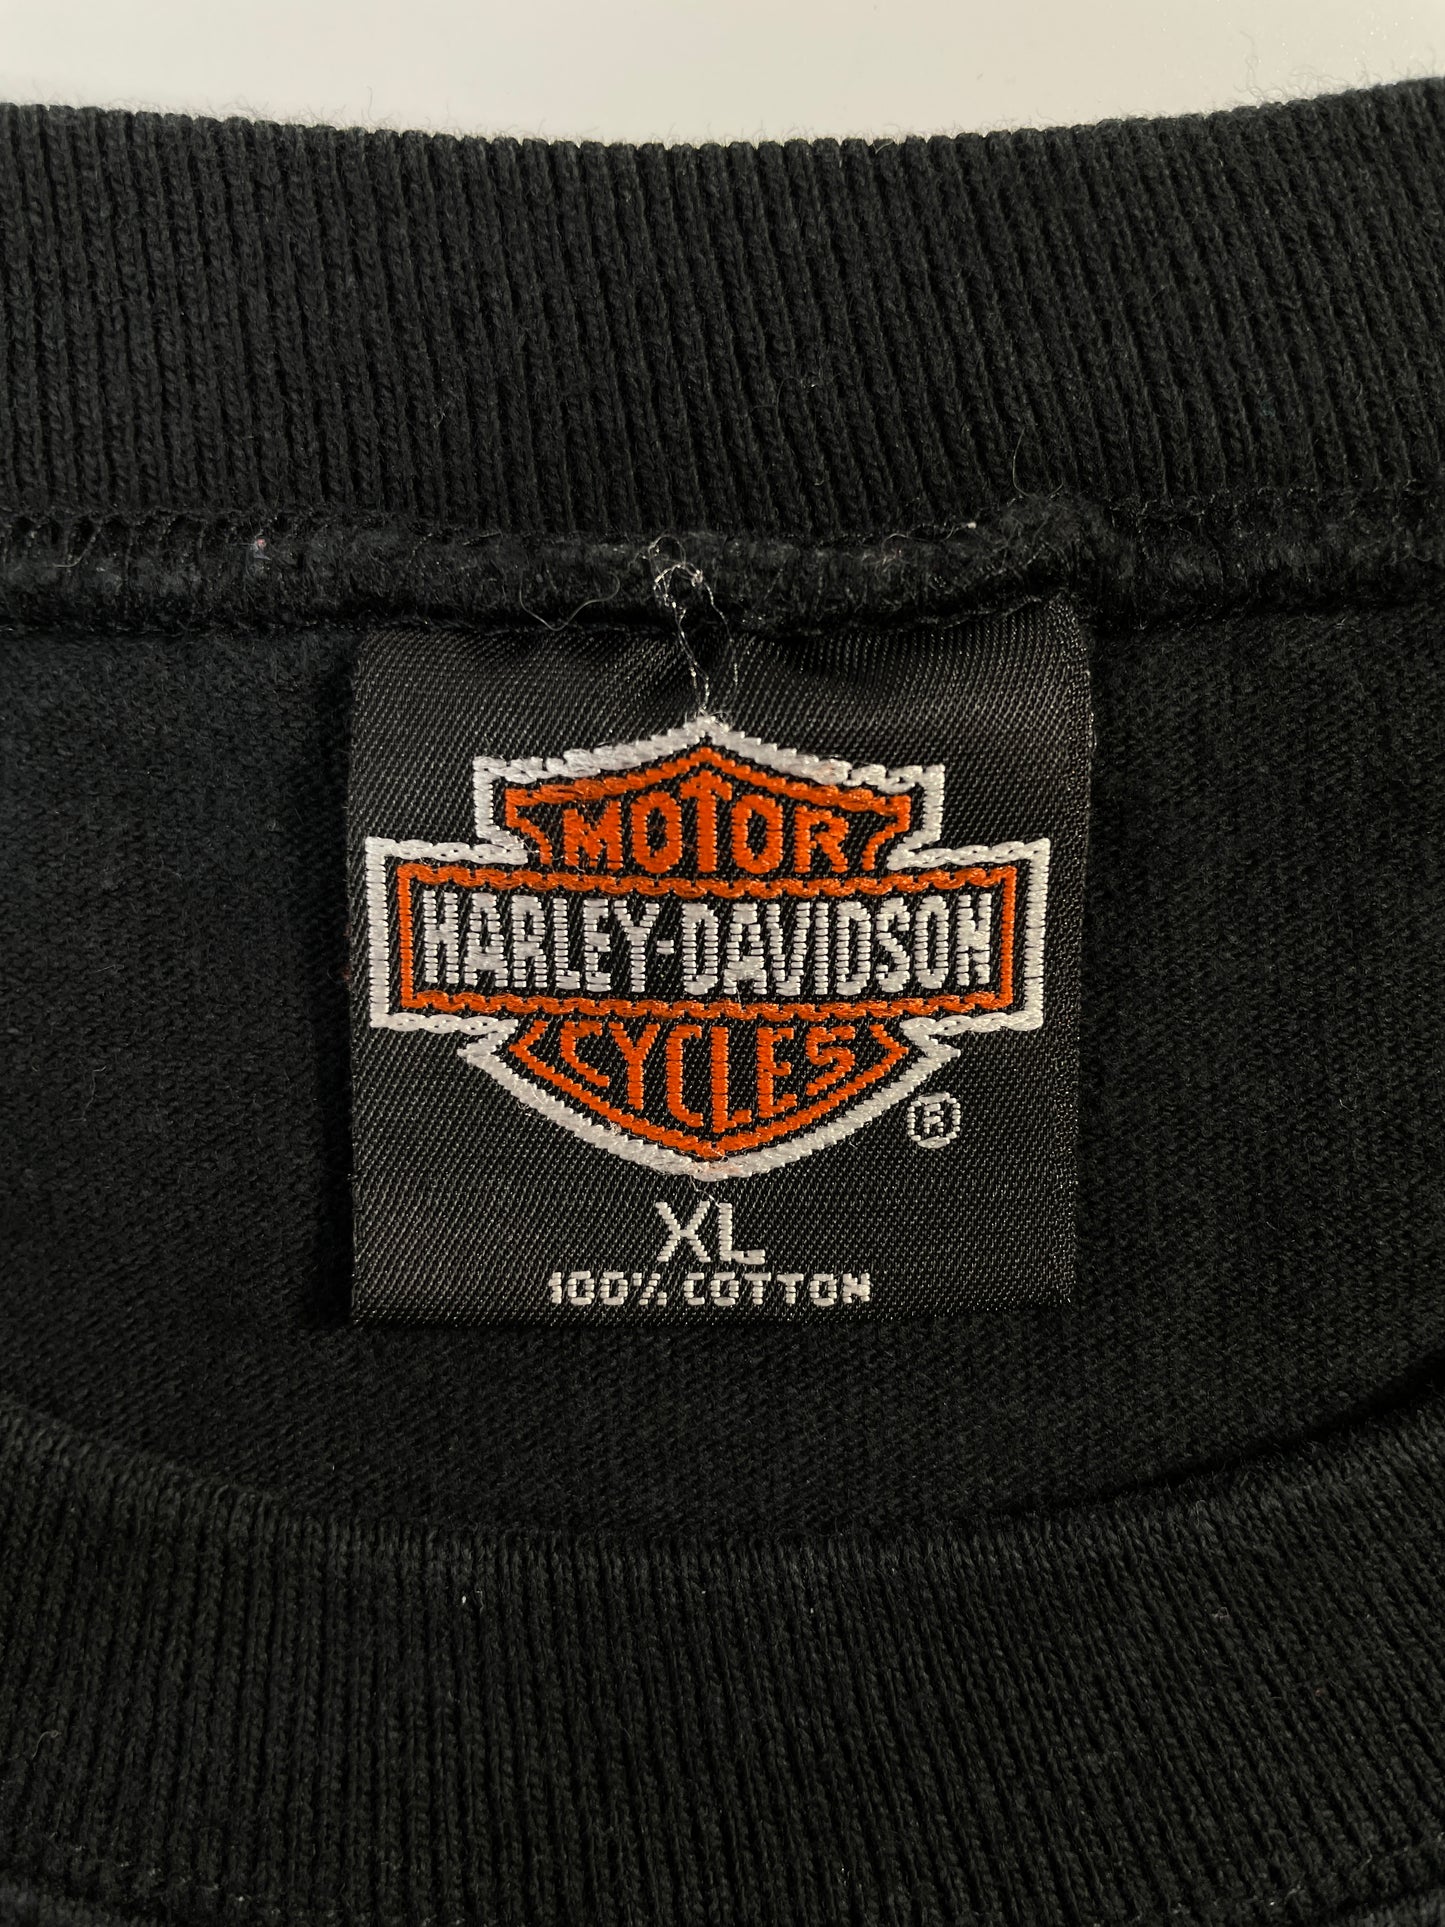 MOTOR
HARLEY-DAVIDSON
CYCLES
®
XL
100% COTTON